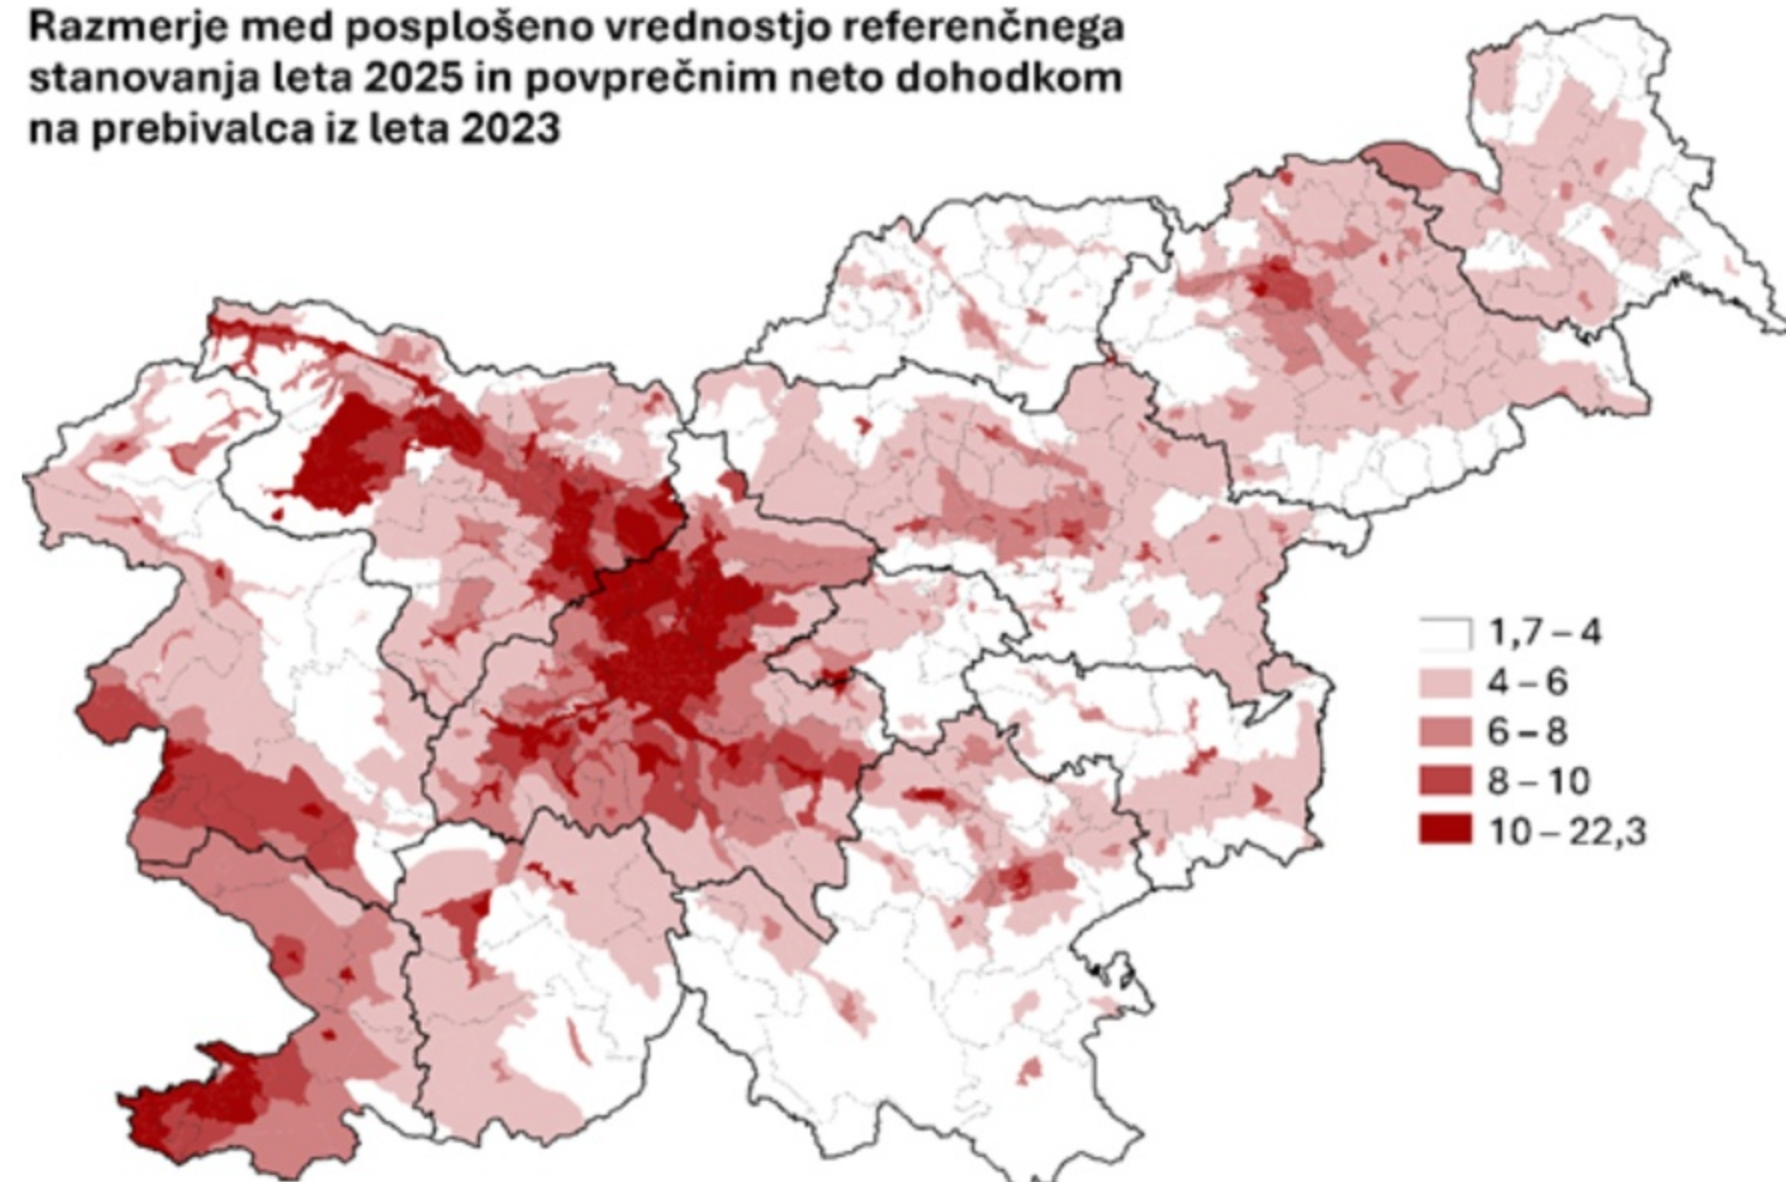 Razmerje med posplošeno vrednostjo referenčnega
stanovanja leta 2025 in povprečnim neto dohodkom
na prebivalca iz leta 2023
1,7 – 4
4 – 6
6 – 8
8 – 10
10 – 22,3